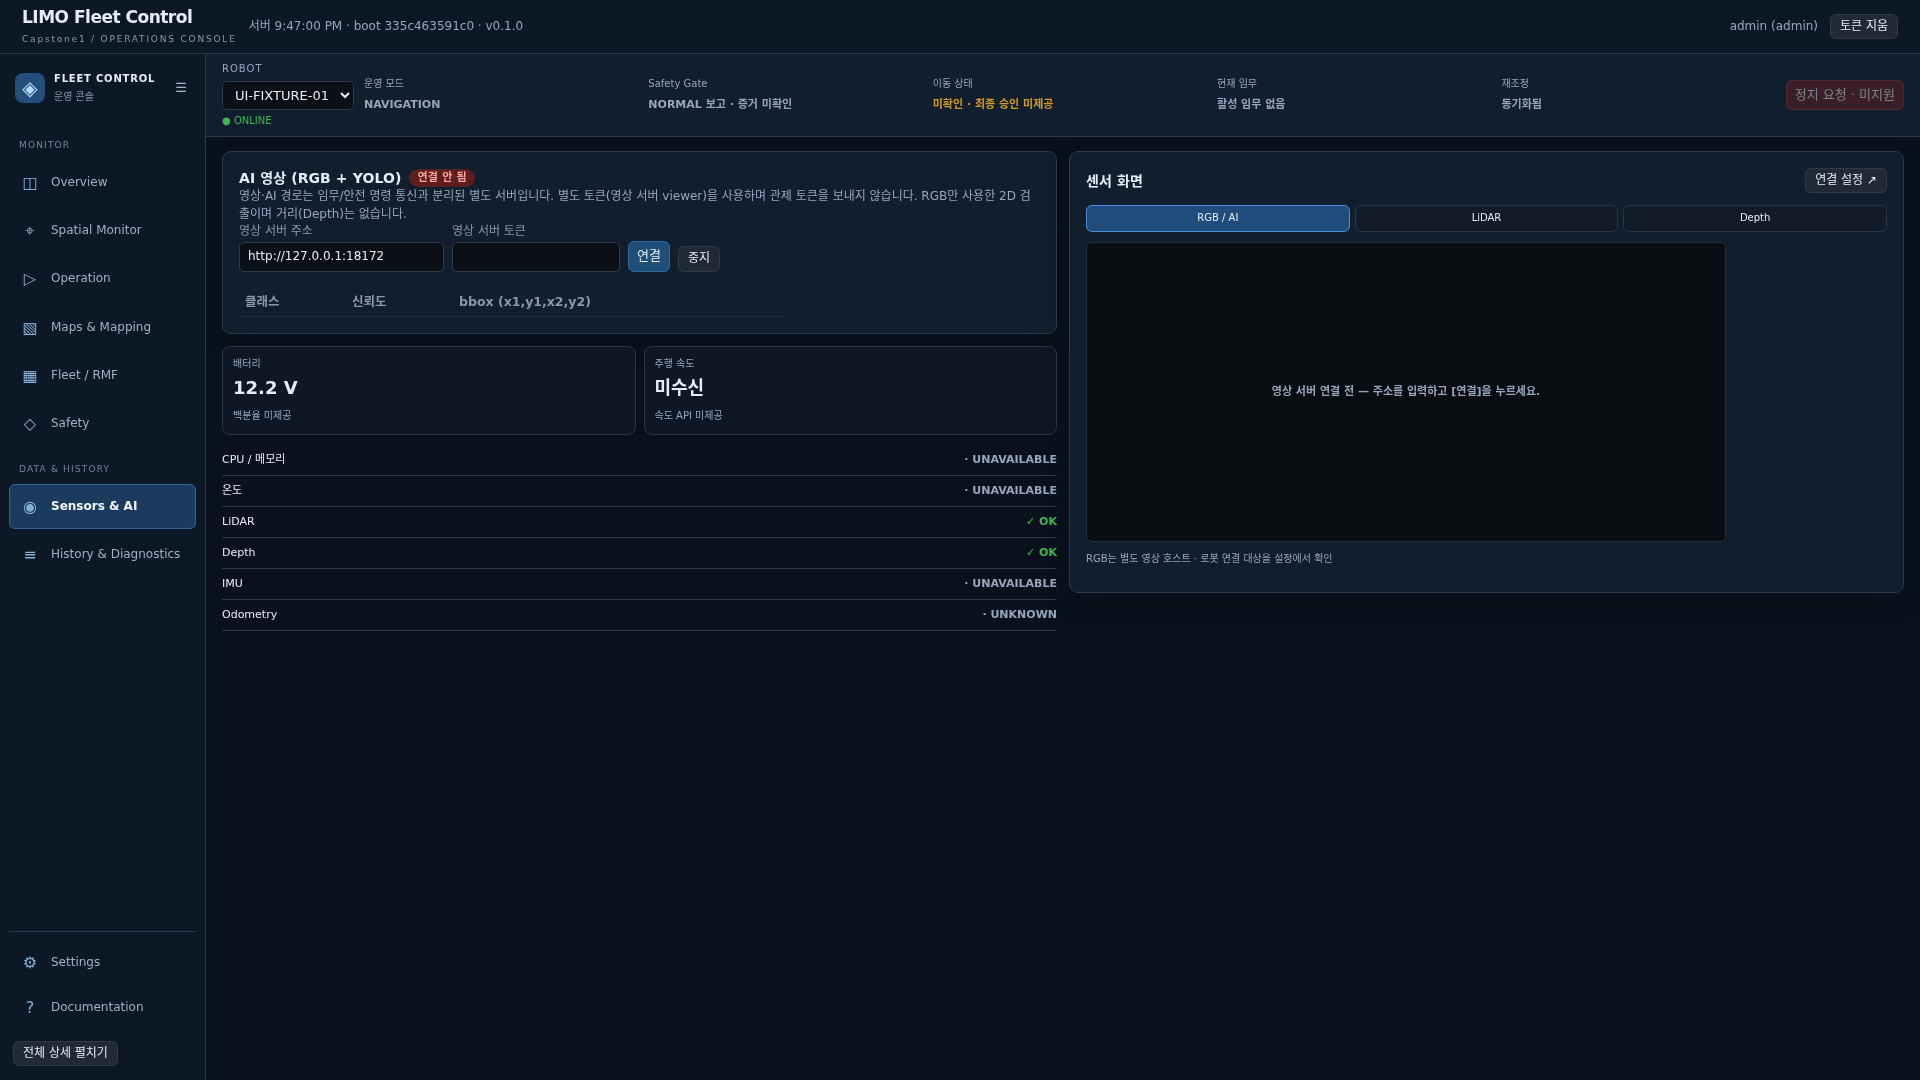 LIMO Fleet Control
Capstone1 / OPERATIONS CONSOLE
서버 9:47:00 PM · boot 335c463591c0 · v0.1.0
admin (admin)
토큰 지움
FLEET CONTROL
운영 콘솔
☰
MONITOR
Overview
Spatial Monitor
Operation
Maps & Mapping
Fleet / RMF
Safety
DATA & HISTORY
Sensors & AI
History & Diagnostics
Settings
? Documentation
전체 상세 펼치기
ROBOT
UI-FIXTURE-01
● ONLINE
운영 모드
NAVIGATION
Safety Gate
NORMAL 보고 · 증거 미확인
이동 상태
미확인 · 최종 승인 미제공
현재 임무
활성 임무 없음
재조정
동기화됨
정지 요청 · 미지원
AI 영상 (RGB + YOLO) 연결 안 됨
영상·AI 경로는 임무/안전 명령 통신과 분리된 별도 서버입니다. 별도 토큰(영상 서버 viewer)을 사용하며 관제 토큰을 보내지 않습니다. RGB만 사용한 2D 검
출이며 거리(Depth)는 없습니다.
영상 서버 주소
http://127.0.0.1:18172
영상 서버 토큰
연결
중지
클래스 신뢰도 bbox (x1,y1,x2,y2)
배터리
12.2 V
백분율 미제공
주행 속도
미수신
속도 API 미제공
CPU / 메모리 · UNAVAILABLE
온도 · UNAVAILABLE
LiDAR ✓ OK
Depth ✓ OK
IMU · UNAVAILABLE
Odometry · UNKNOWN
센서 화면
연결 설정 ↗
RGB / AI
LiDAR
Depth
영상 서버 연결 전 — 주소를 입력하고 [연결]을 누르세요.
RGB는 별도 영상 호스트 · 로봇 연결 대상을 설정에서 확인